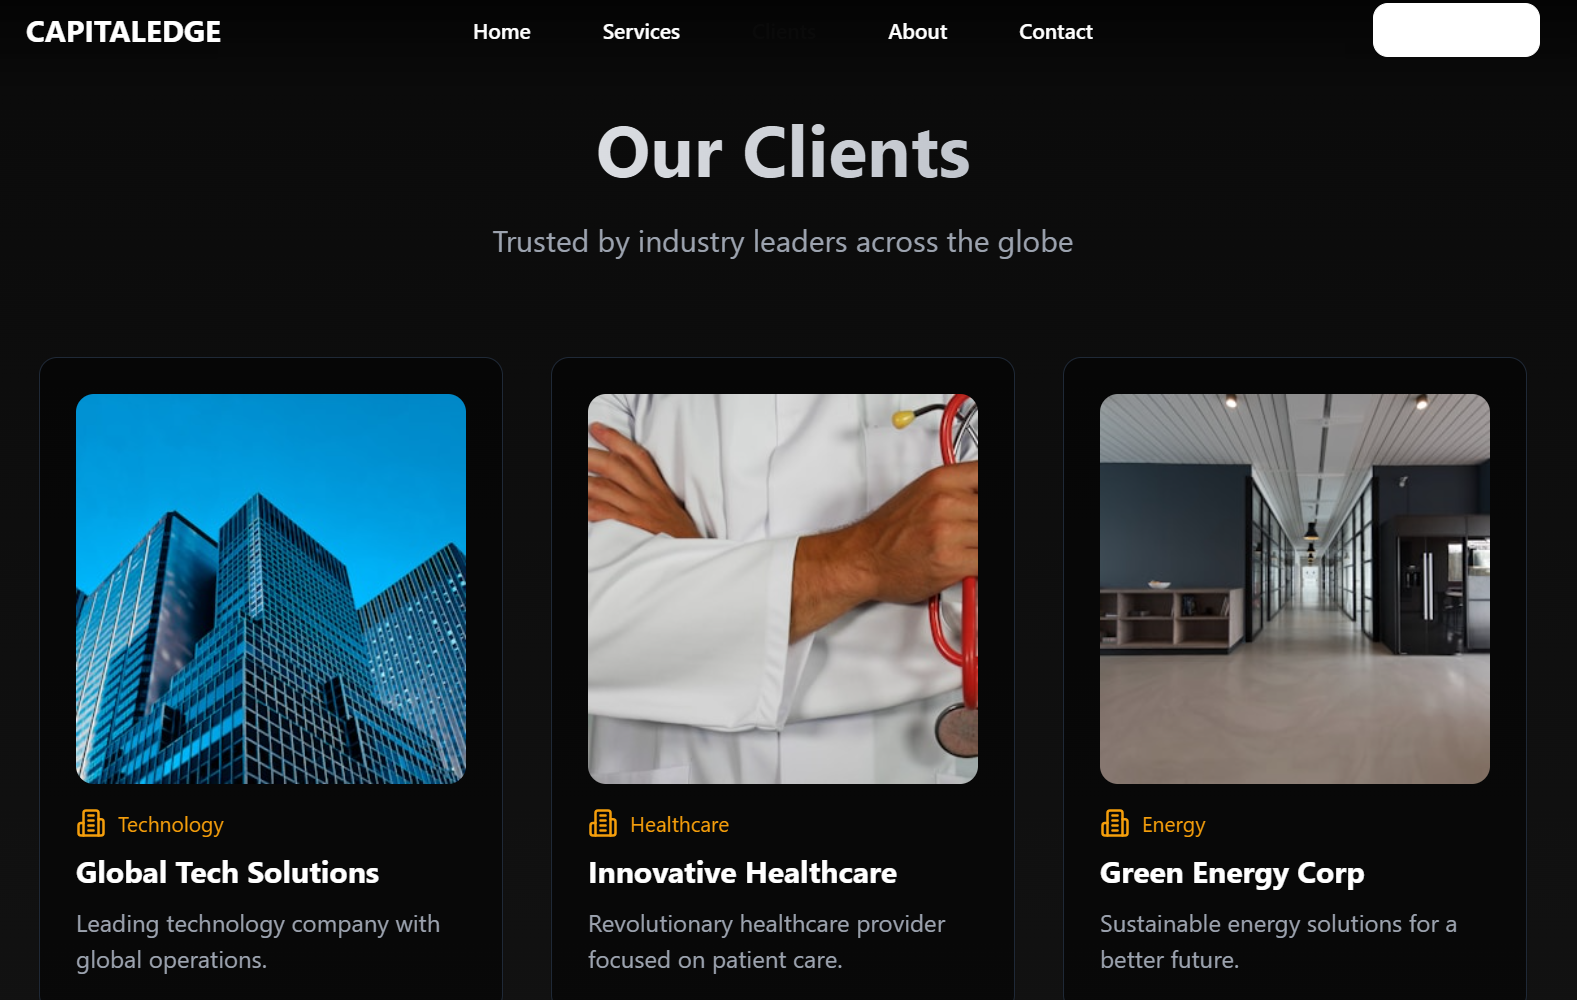 CAPITALEDGE
Home
Services
Clients
About
Contact
Our Clients
Trusted by industry leaders across the globe
Technology
Global Tech Solutions
Leading technology company with
global operations.
Healthcare
Innovative Healthcare
Revolutionary healthcare provider
focused on patient care.
Energy
Green Energy Corp
Sustainable energy solutions for a
better future.